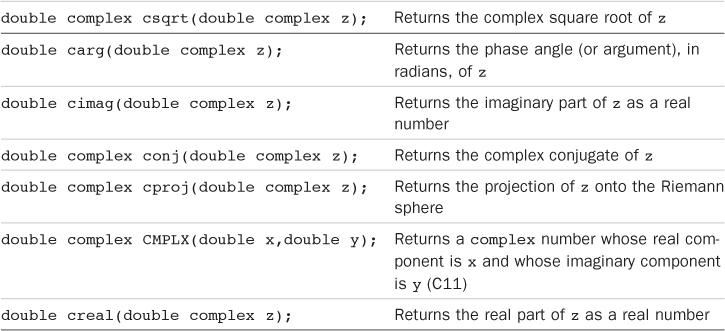 double complex csqrt(double complex z); Returns the complex square root of z
double carg(double complex z); Returns the phase angle (or argument), in
radians, of z
double cimag(double complex z); Returns the imaginary part of z as a real
number
double complex conj(double complex z); Returns the complex conjugate of z
double complex cproj(double complex z); Returns the projection of z onto the Riemann
sphere
double complex CMPLX(double x,double y); Returns a complex number whose real com-
ponent is x and whose imaginary component
is y (C11)
double creal(double complex z); Returns the real part of z as a real number